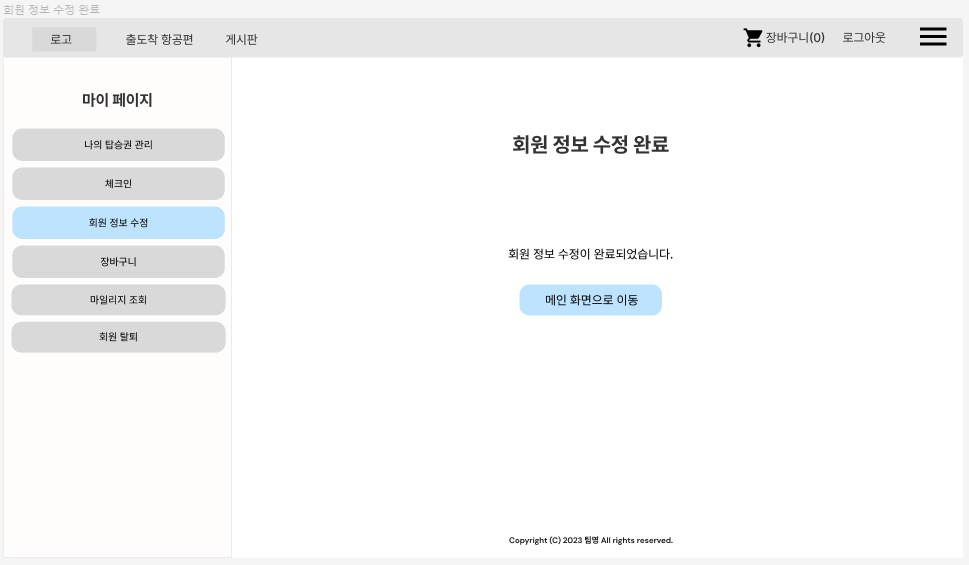 회원 정보 수정 완료
로고 출도착 항공편 게시판 장바구니(0) 로그아웃
마이 페이지
나의 탑승권 관리
체크인
회원 정보 수정
장바구니
마일리지 조회
회원 탈퇴
회원 정보 수정 완료
회원 정보 수정이 완료되었습니다.
메인 화면으로 이동
Copyright (C) 2023 팀명 All rights reserved.